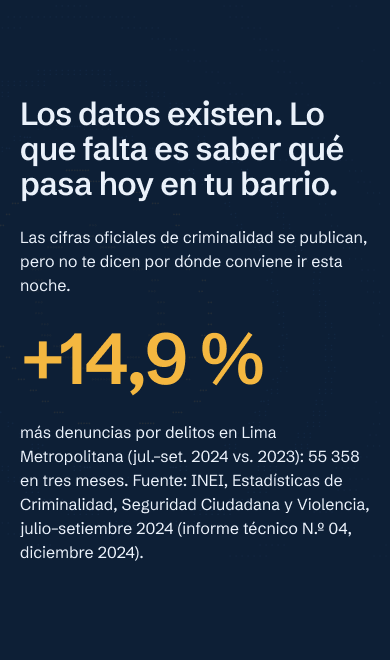 Los datos existen. Lo
que falta es saber qué
pasa hoy en tu barrio.
Las cifras oficiales de criminalidad se publican,
pero no te dicen por dónde conviene ir esta
noche.
+14,9 %
más denuncias por delitos en Lima
Metropolitana (jul.–set. 2024 vs. 2023): 55 358
en tres meses. Fuente: INEI, Estadísticas de
Criminalidad, Seguridad Ciudadana y Violencia,
julio–setiembre 2024 (informe técnico N.º 04,
diciembre 2024).